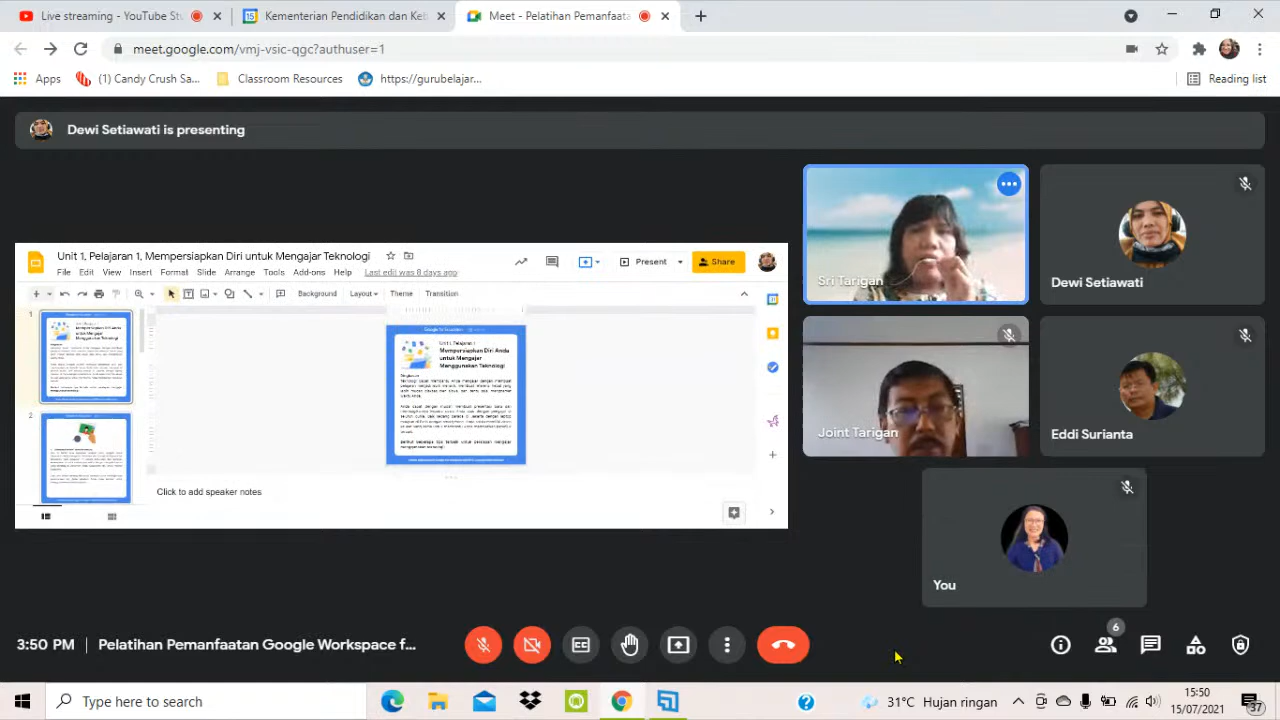 Live streaming - YouTube St
Kementerian Pendidikan dan Ke
Meet - Pelatihan Pemanfaata
meet.google.com/vmj-vsic-qgc?authuser=1
Apps
(1) Candy Crush Sa...
Classroom Resources
https://gurubelajar...
Reading list
Dewi Setiawati is presenting
Unit 1, Pelajaran 1, Mempersiapkan Diri untuk Mengajar Teknologi
File Edit View Insert Format Slide Arrange Tools Add-ons Help Last edit was 8 days ago
Present
Share
Background Layout Theme Transition
1
2
Unit 1 Pelajaran 1
Mempersiapkan Diri Anda
untuk Mengajar
Menggunakan Teknologi
Click to add speaker notes
Sri Tarigan
Dewi Setiawati
Joint Tarigan
Eddi Surianta
You
3:50 PM | Pelatihan Pemanfaatan Google Workspace f...
CC
6
Type here to search
31°C Hujan ringan
5:50
15/07/2021
37